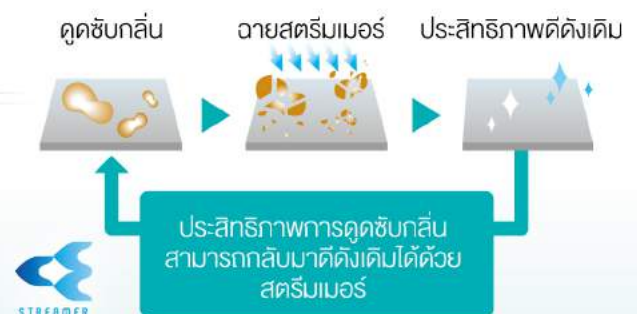 ดูดซับกลิ่น
ฉายสตรีมเมอร์
ประสิทธิภาพดีดังเดิม
ประสิทธิภาพการดูดซับกลิ่น
สามารถกลับมาดีดังเดิมได้ด้วย
สตรีมเมอร์
STREAMER